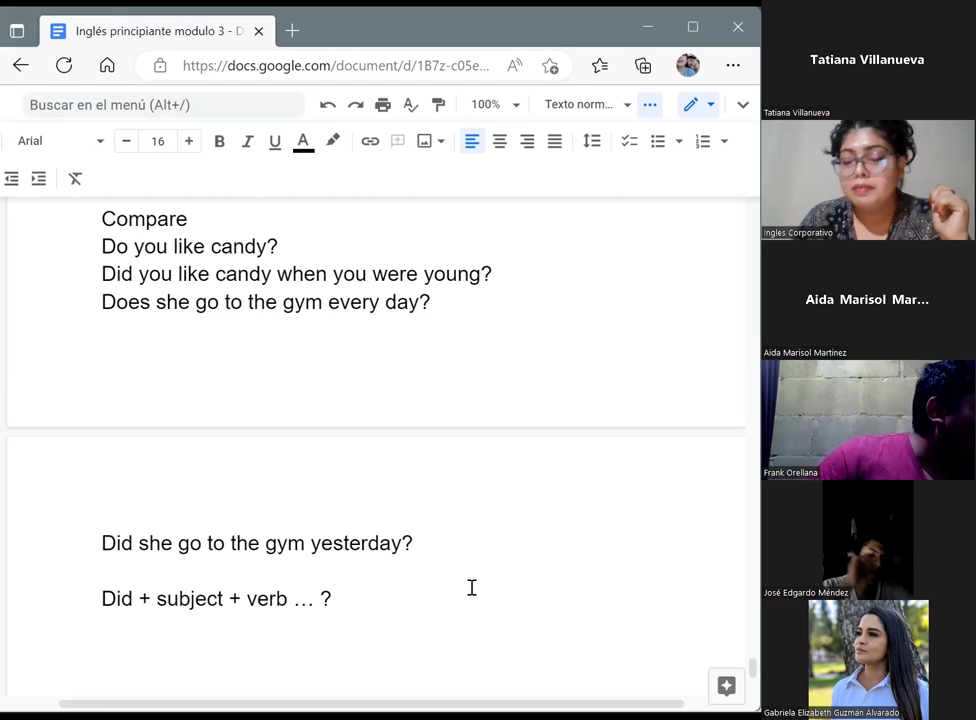 Inglés principiante modulo 3 - D
https://docs.google.com/document/d/1B7z-c05e...
Buscar en el menú (Alt+/)
100%
Texto norm...
Arial
16
Compare
Do you like candy?
Did you like candy when you were young?
Does she go to the gym every day?
Did she go to the gym yesterday?
Did + subject + verb … ?
Tatiana Villanueva
Tatiana Villanueva
Ingles Corporativo
Aida Marisol Mar...
Aida Marisol Martinez
Frank Orellana
José Edgardo Méndez
Gabriela Elizabeth Guzmán Alvarado